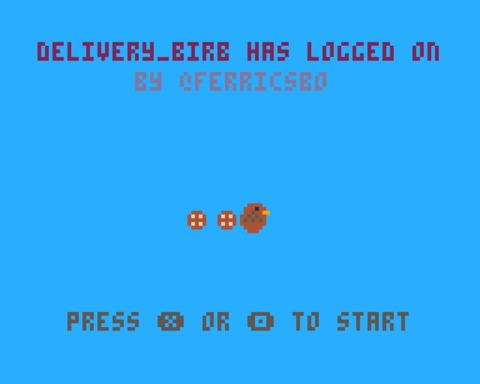 DELIVERY_BIRB HAS LOGGED ON
BY @FERRICSBO
PRESS ❎ OR 🅾️ TO START